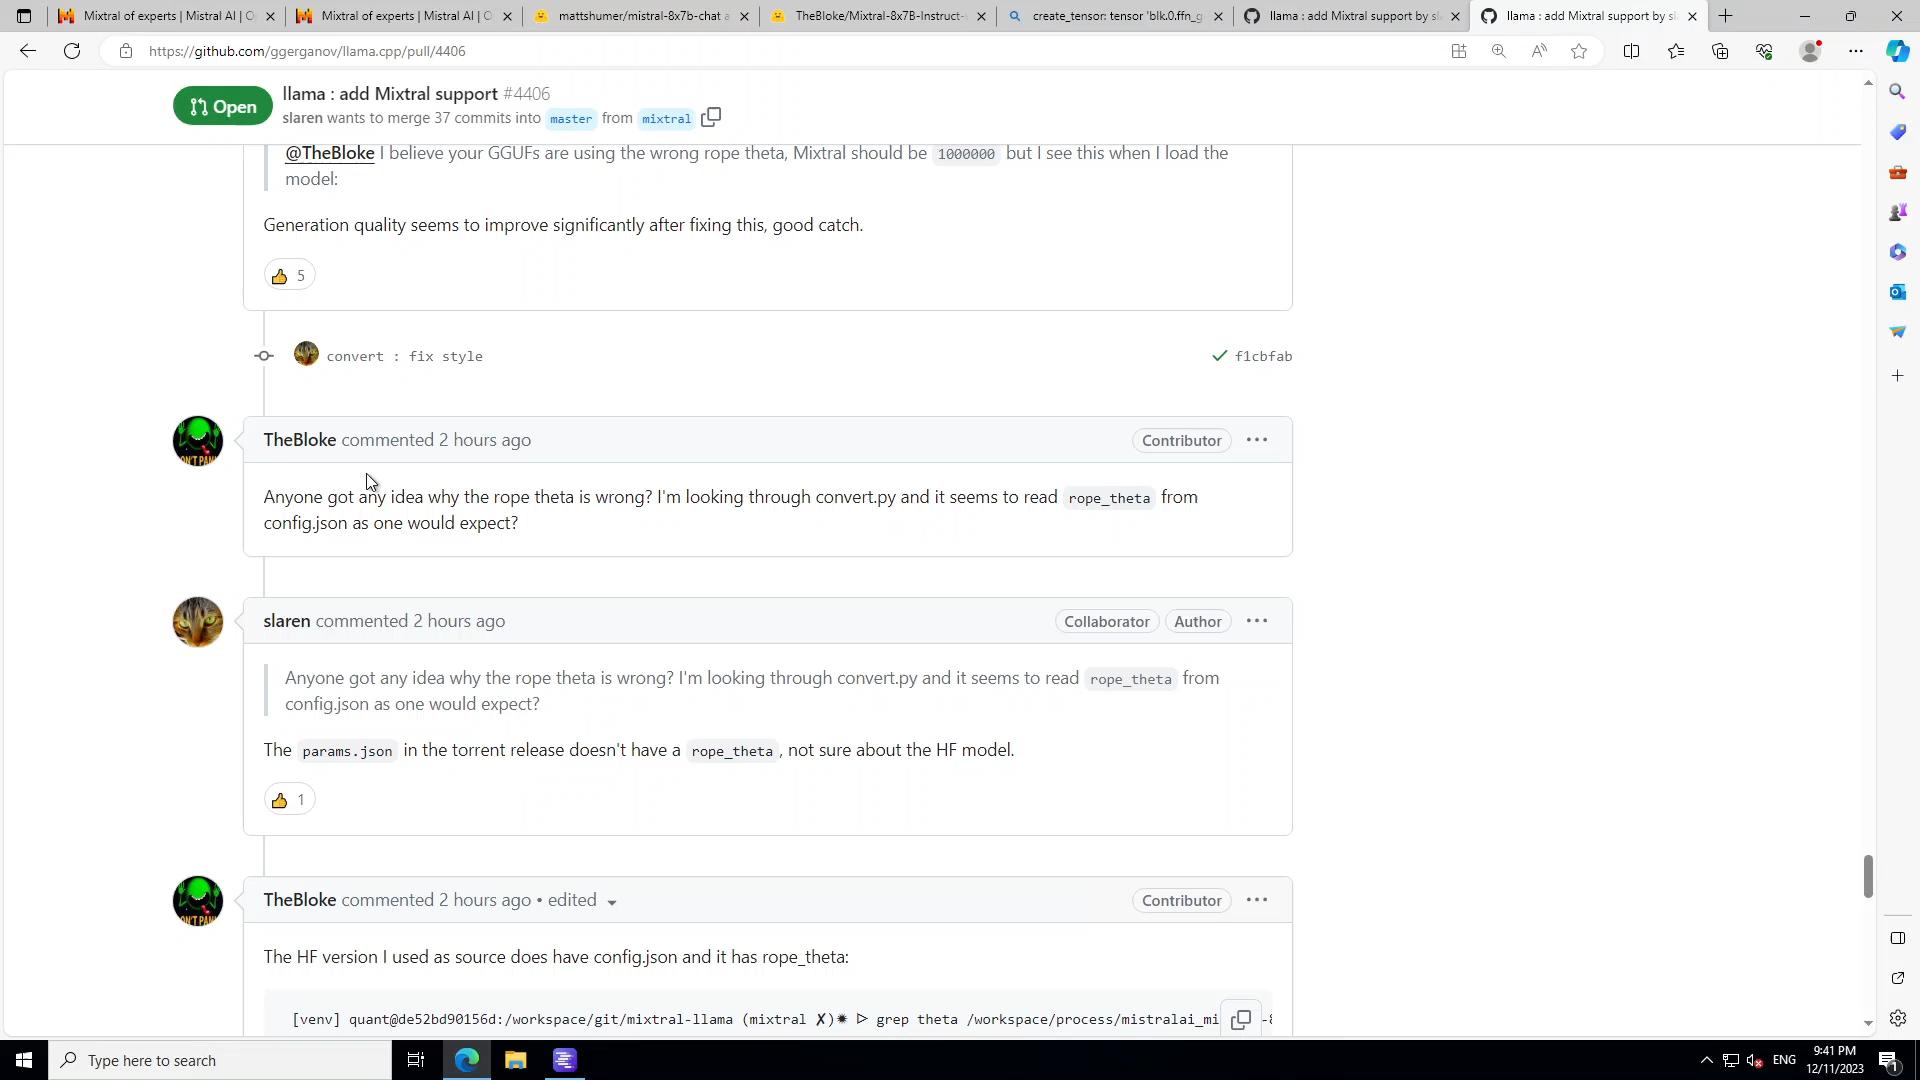 Mixtral of experts | Mistral AI | O
Mixtral of experts | Mistral AI | O
mattshumer/mistral-8x7b-chat a
TheBloke/Mixtral-8x7B-Instruct-
create_tensor: tensor 'blk.0.ffn_g
llama : add Mixtral support by sl
llama : add Mixtral support by sl
https://github.com/ggerganov/llama.cpp/pull/4406
Open
llama : add Mixtral support #4406
slaren wants to merge 37 commits into master from mixtral
@TheBloke I believe your GGUFs are using the wrong rope theta, Mixtral should be 1000000 but I see this when I load the
model:
Generation quality seems to improve significantly after fixing this, good catch.
👍 5
convert : fix style
f1cbfab
TheBloke commented 2 hours ago
Contributor
Anyone got any idea why the rope theta is wrong? I'm looking through convert.py and it seems to read rope_theta from
config.json as one would expect?
slaren commented 2 hours ago
Collaborator
Author
Anyone got any idea why the rope theta is wrong? I'm looking through convert.py and it seems to read rope_theta from
config.json as one would expect?
The params.json in the torrent release doesn't have a rope_theta, not sure about the HF model.
👍 1
TheBloke commented 2 hours ago • edited
Contributor
The HF version I used as source does have config.json and it has rope_theta:
[venv] quant@de52bd90156d:/workspace/git/mixtral-llama (mixtral ✗)✹ ᐅ grep theta /workspace/process/mistralai_mi
Type here to search
ENG
9:41 PM
12/11/2023
1